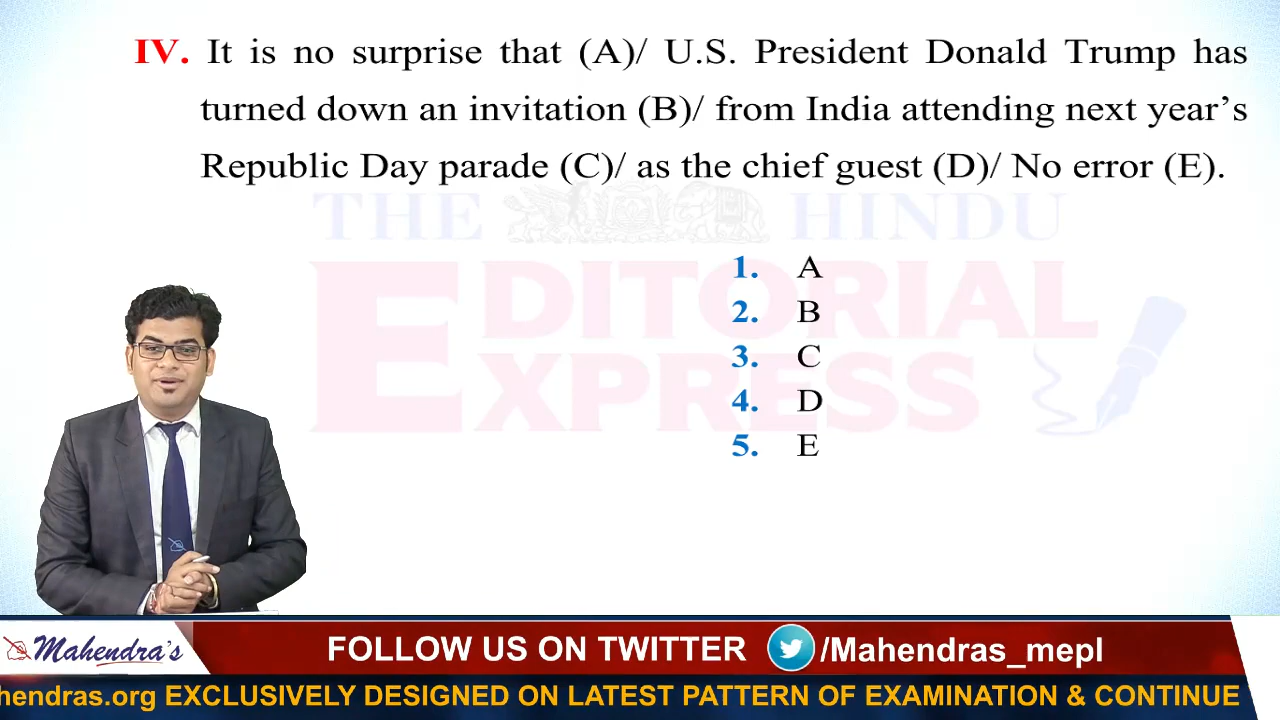 IV. It is no surprise that (A)/ U.S. President Donald Trump has
turned down an invitation (B)/ from India attending next year's
Republic Day parade (C)/ as the chief guest (D)/ No error (E).
THE HINDU
EDITORIAL
EXPRESS
1. A
2. B
3. C
4. D
5. E
Mahendra's
FOLLOW US ON TWITTER /Mahendras_mepl
hendras.org EXCLUSIVELY DESIGNED ON LATEST PATTERN OF EXAMINATION & CONTINUE